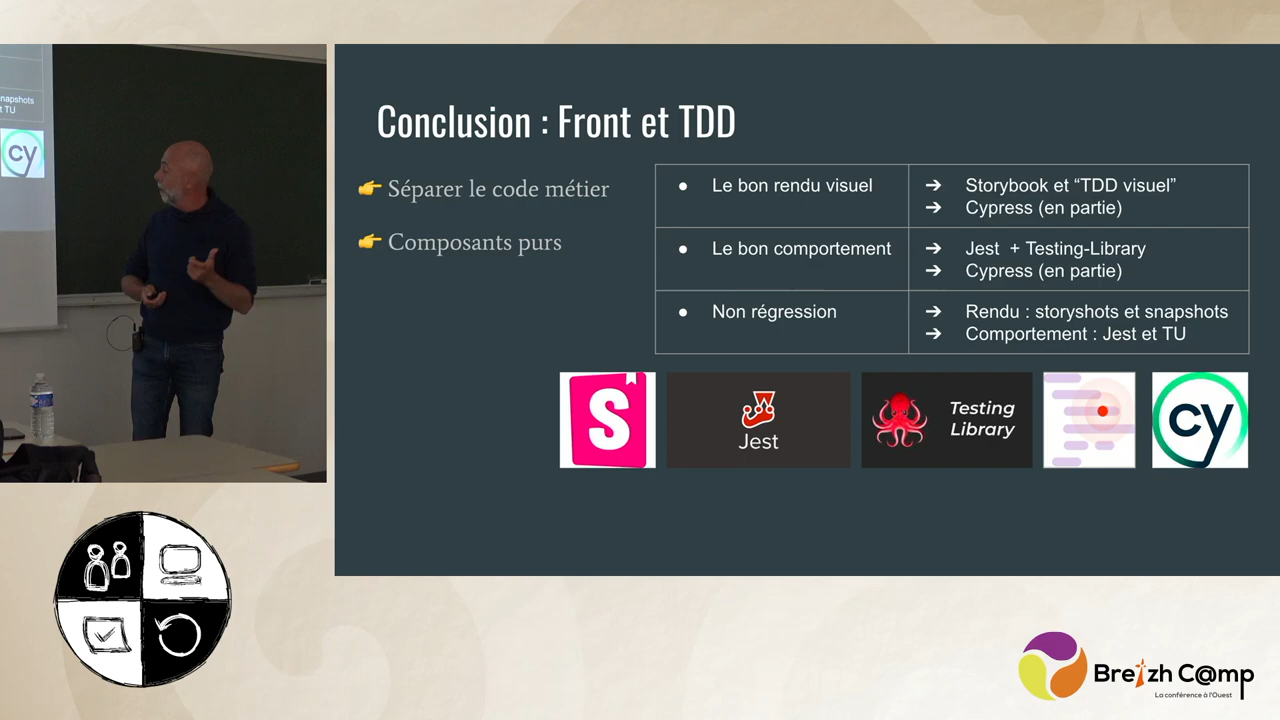 napshots
t TU
cy
Conclusion : Front et TDD
👉 Séparer le code métier
👉 Composants purs
● Le bon rendu visuel
➔ Storybook et “TDD visuel”
➔ Cypress (en partie)
● Le bon comportement
➔ Jest + Testing-Library
➔ Cypress (en partie)
● Non régression
➔ Rendu : storyshots et snapshots
➔ Comportement : Jest et TU
S
Jest
Testing
Library
cy
Breizh C@mp
La conférence à l'Ouest